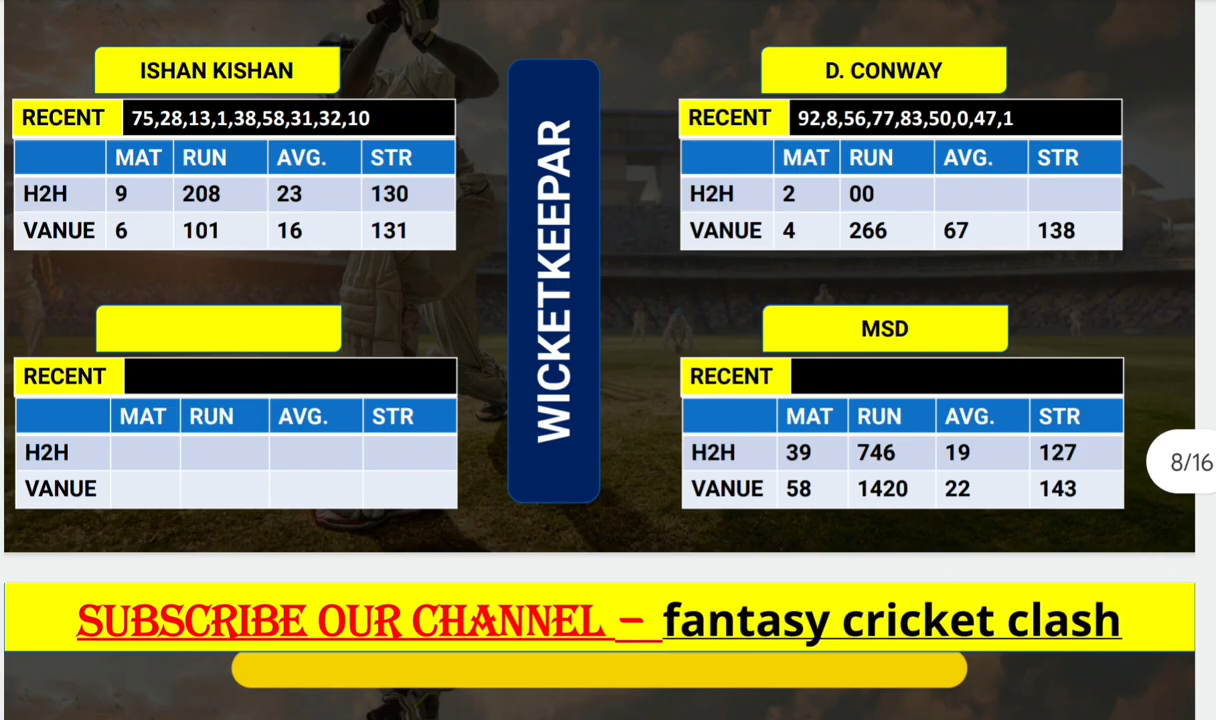 ISHAN KISHAN
RECENT 75,28,13,1,38,58,31,32,10
MAT RUN AVG. STR
H2H 9 208 23 130
VANUE 6 101 16 131
RECENT
MAT RUN AVG. STR
H2H
VANUE
WICKETKEEPAR
D. CONWAY
RECENT 92,8,56,77,83,50,0,47,1
MAT RUN AVG. STR
H2H 2 00
VANUE 4 266 67 138
MSD
RECENT
MAT RUN AVG. STR
H2H 39 746 19 127
VANUE 58 1420 22 143
8/16
SUBSCRIBE OUR CHANNEL – fantasy cricket clash